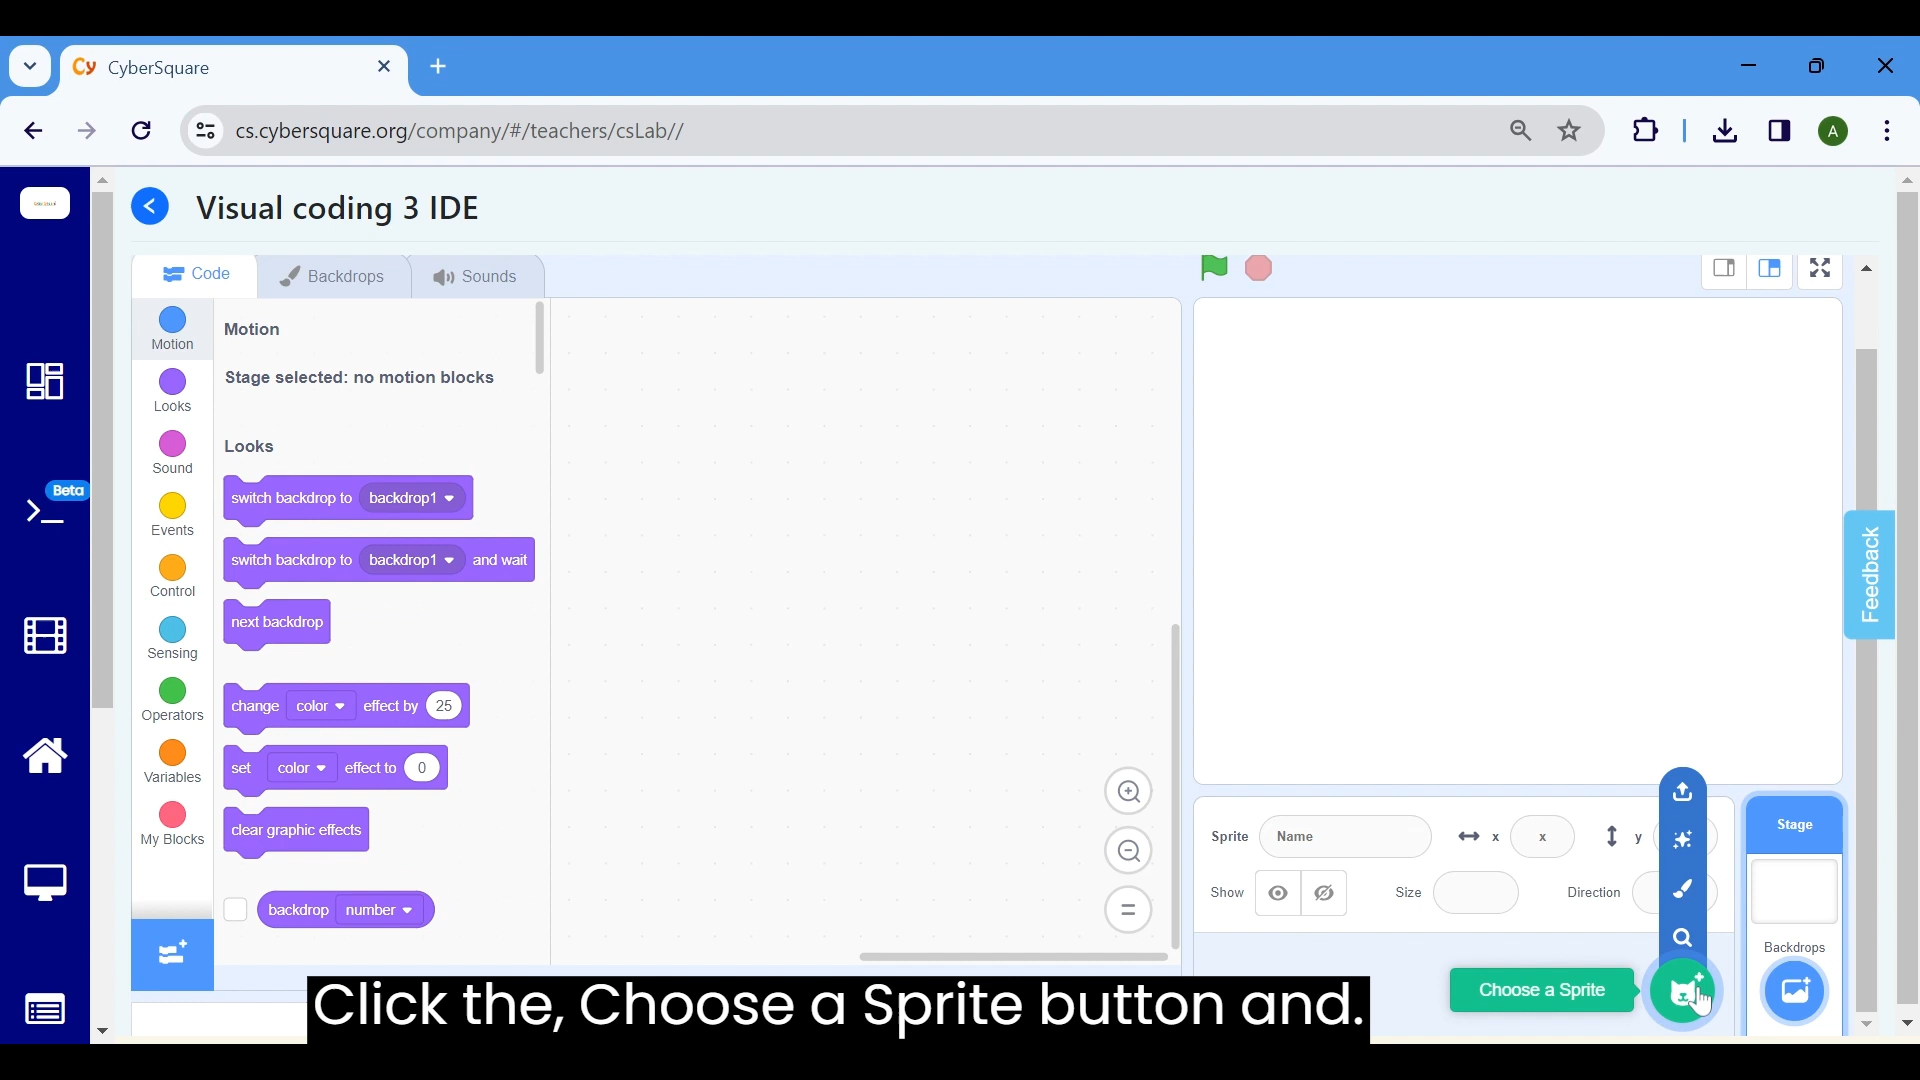 Cy CyberSquare
cs.cybersquare.org/company/#/teachers/csLab//
A
Visual coding 3 IDE
Beta
Code
Backdrops
Sounds
Motion
Looks
Sound
Events
Control
Sensing
Operators
Variables
My Blocks
Motion
Stage selected: no motion blocks
Looks
switch backdrop to backdrop1
switch backdrop to backdrop1 and wait
next backdrop
change color effect by 25
set color effect to 0
clear graphic effects
backdrop number
Feedback
Sprite Name x x y
Show Size Direction
Stage
Backdrops
Choose a Sprite
Click the, Choose a Sprite button and.